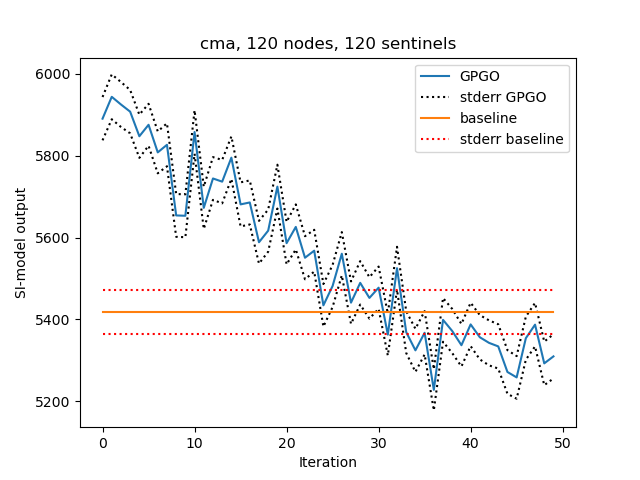 cma, 120 nodes, 120 sentinels
GPGO
stderr GPGO
baseline
stderr baseline
SI-model output
6000
5800
5600
5400
5200
0 10 20 30 40 50
Iteration